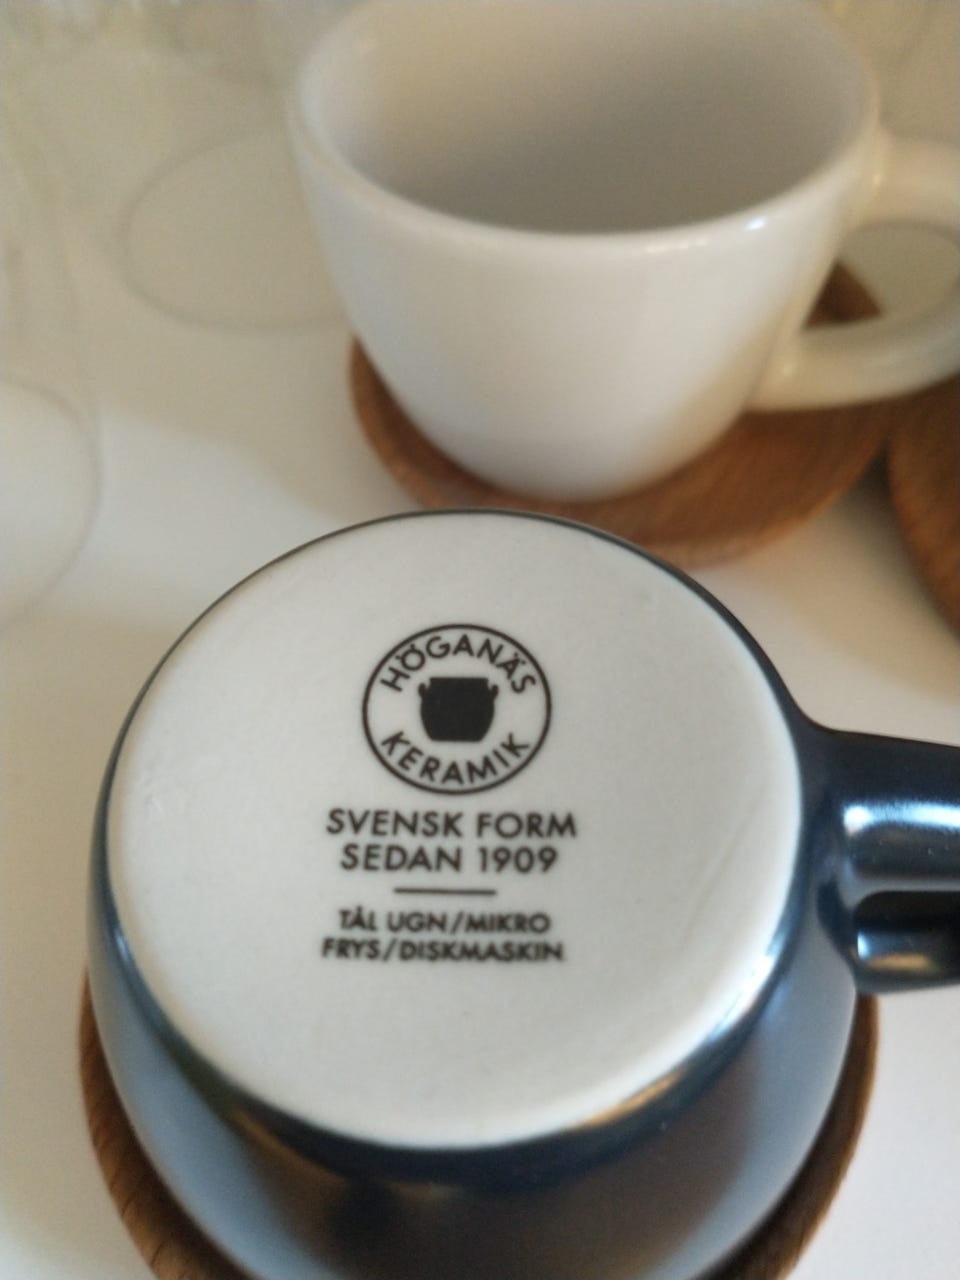 HÖGANÄS
KERAMIK
SVENSK FORM
SEDAN 1909
TÅL UGN/MIKRO
FRYS/DISKMASKIN